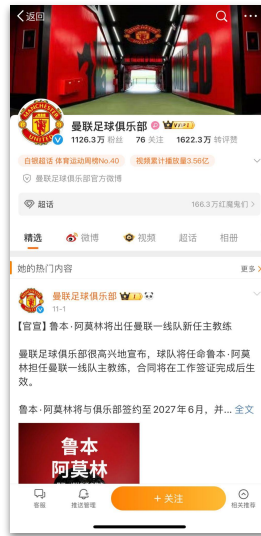 返回
曼联足球俱乐部
1126.3万 粉丝 76 关注 1622.3万 转评赞
白银超话 体育运动周榜No.40 视频累计播放量3.56亿
曼联足球俱乐部官方微博
超话 166.3万红魔鬼们
精选 微博 视频 超话 相册
她的热门内容 更多
曼联足球俱乐部
11-1
【官宣】鲁本·阿莫林将出任曼联一线队新任主教练
曼联足球俱乐部很高兴地宣布，球队将任命鲁本·阿莫
林担任曼联一线队主教练，合同将在工作签证完成后生
效。
鲁本·阿莫林将与俱乐部签约至2027年6月，并... 全文
鲁本
阿莫林
客服 推送管理 +关注 相关推荐